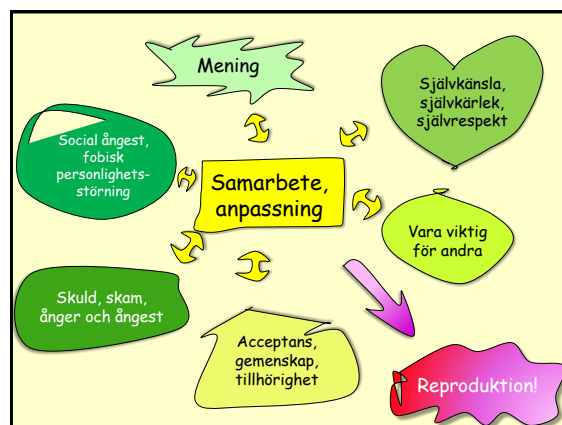 Mening
Självkänsla,
självkärlek,
självrespekt
Social ångest,
fobisk
personlighets-
störning
Samarbete,
anpassning
Vara viktig
för andra
Skuld, skam,
ånger och ångest
Acceptans,
gemenskap,
tillhörighet
Reproduktion!